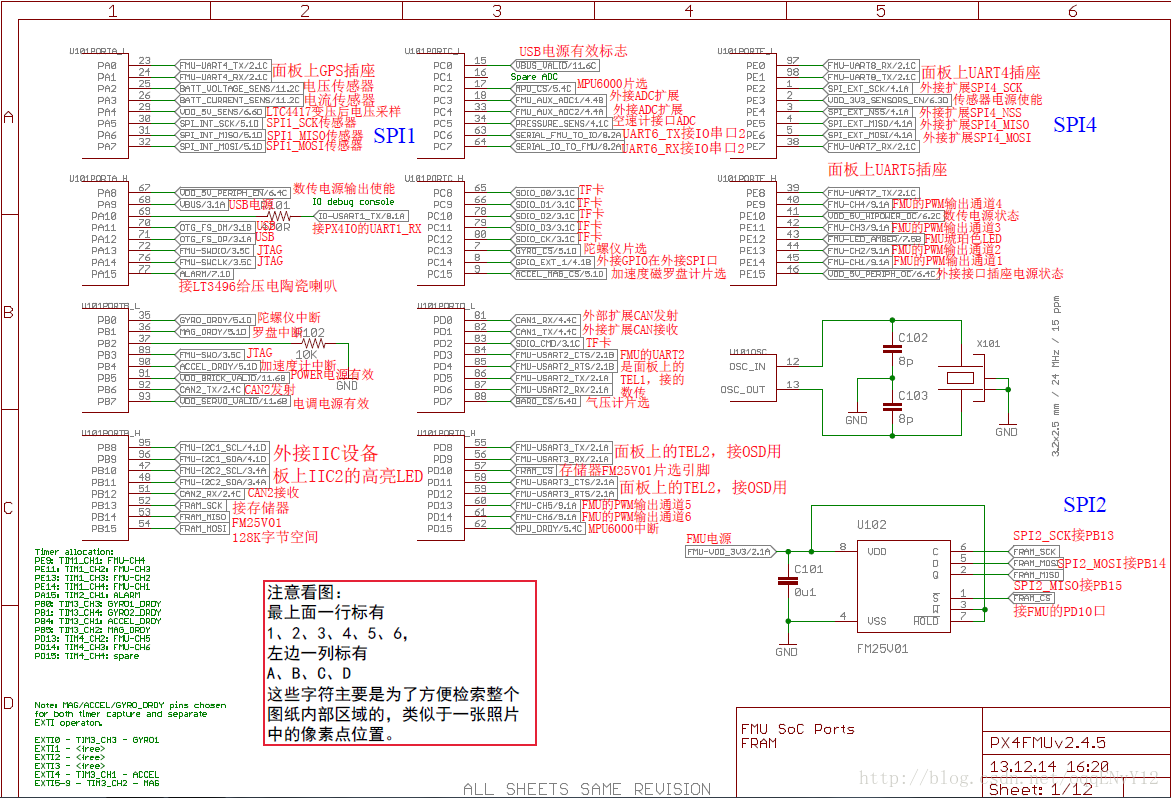 1 2 3 4 5 6
A
B
C
D
U101PORTA_L
PA0 23 FMU-UART4_TX/2.1C
PA1 24 FMU-UART4_RX/2.1C 面板上GPS插座
PA2 25 BATT_VOLTAGE_SENS/11.2C 电压传感器
PA3 26 BATT_CURRENT_SENS/11.2C 电流传感器
PA4 29 VDD_5V_SENS/6.6D LTC4417变压后电压采样
PA5 30 SPI_INT_SCK/5.1D SPI1_SCK传感器
PA6 31 SPI_INT_MISO/5.1D SPI1_MISO传感器
PA7 32 SPI_INT_MOSI/5.1D SPI1_MOSI传感器
SPI1
U101PORTC_L
USB电源有效标志
PC0 15 VBUS_VALID/11.6C
PC1 16 Spare ADC
PC2 17 MPU_CS/5.4C MPU6000片选
PC3 18 FMU_AUX_ADC1/4.4B 外接ADC扩展
PC4 33 FMU_AUX_ADC2/4.4A 外接ADC扩展
PC5 34 PRESSURE_SENS/4.1C 空速计接口ADC
PC6 63 SERIAL_FMU_TO_IO/8.2A UART6_TX接IO串口2
PC7 64 SERIAL_IO_TO_FMU/8.2A UART6_RX接IO串口2
U101PORTE_L
PE0 97 FMU-UART8_RX/2.1C
PE1 98 FMU-UART8_TX/2.1C 面板上UART4插座
PE2 1 SPI_EXT_SCK/4.1A 外接扩展SPI4_SCK
PE3 2 VDD_3V3_SENSORS_EN/6.3D 传感器电源使能
PE4 3 SPI_EXT_NSS/4.1A 外接扩展SPI4_NSS
PE5 4 SPI_EXT_MISO/4.1A 外接扩展SPI4_MISO
PE6 5 SPI_EXT_MOSI/4.1A 外接扩展SPI4_MOSI
PE7 38 FMU-UART7_RX/2.1C
SPI4
面板上UART5插座
U101PORTA_H
PA8 67 VDD_5V_PERIPH_EN/6.4C 数传电源输出使能
PA9 68 VBUS/3.1A USB电源
IO debug console
PA10 69 IO-USART1_TX/8.1A
PA11 70 OTG_FS_DM/3.1B USB 接PX4IO的UART1_RX
PA12 71 OTG_FS_DP/3.1A USB
PA13 72 FMU-SWDIO/3.5C JTAG
PA14 76 FMU-SWCLK/3.5C JTAG
PA15 77 ALARM/7.1D
接LT3496给压电陶瓷喇叭
U101PORTC_H
PC8 65 SDIO_D0/3.1C TF卡
PC9 66 SDIO_D1/3.1C TF卡
PC10 78 SDIO_D2/3.1C TF卡
PC11 79 SDIO_D3/3.1C TF卡
PC12 80 SDIO_CK/3.1C TF卡
PC13 7 GYRO_CS/5.1D 陀螺仪片选
PC14 8 GPIO_EXT_1/4.1B 外接GPIO在外接SPI口
PC15 9 ACCEL_MAG_CS/5.1D 加速度磁罗盘计片选
U101PORTE_H
PE8 39 FMU-UART7_TX/2.1C
PE9 40 FMU-CH4/9.1A FMU的PWM输出通道4
PE10 41 VDD_5V_HIPOWER_OC/6.2C 数传电源状态
PE11 42 FMU-CH3/9.1A FMU的PWM输出通道3
PE12 43 FMU-LED_AMBER/7.5B FMU琥珀色LED
PE13 44 FMU-CH2/9.1A FMU的PWM输出通道2
PE14 45 FMU-CH1/9.1A FMU的PWM输出通道1
PE15 46 VDD_5V_PERIPH_OC/6.4C 外接接口插座电源状态
U101PORTB_L
PB0 35 GYRO_DRDY/5.1D 陀螺仪中断
PB1 36 MAG_DRDY/5.1D 罗盘中断
PB2 37 10K
PB3 89 FMU-SWO/3.5C JTAG
PB4 90 ACCEL_DRDY/5.1D 加速度计中断
PB5 91 VDD_BRICK_VALID/11.6B POWER电源有效
PB6 92 CAN2_TX/2.4C CAN2发射 GND
PB7 93 VDD_SERVO_VALID/11.6B 电调电源有效
U101PORTD_L
PD0 81 CAN1_RX/4.4C 外部扩展CAN发射
PD1 82 CAN1_TX/4.4C 外接扩展CAN接收
PD2 83 SDIO_CMD/3.1C TF卡
PD3 84 FMU-USART2_CTS/2.1B FMU的UART2
PD4 85 FMU-USART2_RTS/2.1B 是面板上的
PD5 86 FMU-USART2_TX/2.1A TEL1，接的
PD6 87 FMU-USART2_RX/2.1A 数传
PD7 88 BARO_CS/5.4D 气压计片选
U101OSC
OSC_IN 12
OSC_OUT 13
C102
8p
C103
8p
GND
X101
GND
3.2x2.5 mm / 24 MHz / 15 ppm
U101PORTB_H
PB8 95 FMU-I2C1_SCL/4.1D 外接IIC设备
PB9 96 FMU-I2C1_SDA/4.1D
PB10 47 FMU-I2C2_SCL/3.4A 板上IIC2的高亮LED
PB11 48 FMU-I2C2_SDA/3.4A
PB12 51 CAN2_RX/2.4C CAN2接收
PB13 52 FRAM_SCK 接存储器
PB14 53 FRAM_MISO FM25V01
PB15 54 FRAM_MOSI 128K字节空间
U101PORTD_H
PD8 55 FMU-USART3_TX/2.1A 面板上的TEL2，接OSD用
PD9 56 FMU-USART3_RX/2.1A
PD10 57 FRAM_CS 存储器FM25V01片选引脚
PD11 58 FMU-USART3_CTS/2.1A 面板上的TEL2，接OSD用
PD12 59 FMU-USART3_RTS/2.1A
PD13 60 FMU-CH5/9.1A FMU的PWM输出通道5
PD14 61 FMU-CH6/9.1A FMU的PWM输出通道6
PD15 62 MPU_DRDY/5.4C MPU6000中断
SPI2
FMU电源
FMU-VDD_3V3/2.1A
C101
0u1
GND
U102
8 VDD C 6 FRAM_SCK SPI2_SCK接PB13
D 5 FRAM_MOSI SPI2_MOSI接PB14
Q 2 FRAM_MISO SPI2_MISO接PB15
S 1 FRAM_CS 接FMU的PD10口
W 3
4 VSS HOLD 7
FM25V01
Timer allocation:
PE9: TIM1_CH1: FMU-CH4
PE11: TIM1_CH2: FMU-CH3
PE13: TIM1_CH3: FMU-CH2
PE14: TIM1_CH4: FMU-CH1
PA15: TIM2_CH1: ALARM
PB0: TIM3_CH3: GYRO1_DRDY
PB1: TIM3_CH4: GYRO2_DRDY
PB4: TIM3_CH1: ACCEL_DRDY
PB5: TIM3_CH2: MAG_DRDY
PD13: TIM4_CH2: FMU-CH5
PD14: TIM4_CH3: FMU-CH6
PD15: TIM4_CH4: spare
Note: MAG/ACCEL/GYRO_DRDY pins chosen
for both timer capture and separate
EXTI operaton.
EXTI0 - TIM3_CH3 - GYRO1
EXTI1 - <free>
EXTI2 - <free>
EXTI3 - <free>
EXTI4 - TIM3_CH1 - ACCEL
EXTI5-9 - TIM3_CH2 - MAG
注意看图：
最上面一行标有
1、2、3、4、5、6，
左边一列标有
A、B、C、D
这些字符主要是为了方便检索整个
图纸内部区域的，类似于一张照片
中的像素点位置。
FMU SoC Ports
FRAM
PX4FMUv2.4.5
13.12.14 16:20
Sheet: 1/12
ALL SHEETS SAME REVISION